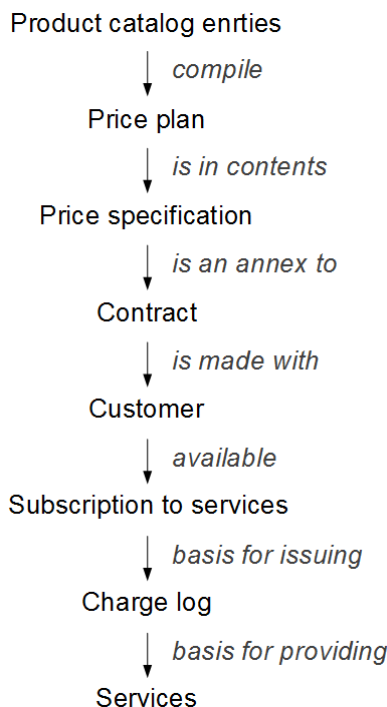 Product catalog enrties
compile
Price plan
is in contents
Price specification
is an annex to
Contract
is made with
Customer
available
Subscription to services
basis for issuing
Charge log
basis for providing
Services